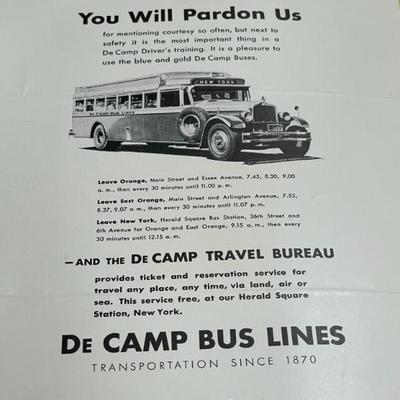 You Will Pardon Us
for mentioning courtesy so often, but next to
safety it is the most important thing in a
De Camp Driver's training. It is a pleasure to
use the blue and gold De Camp Buses.
NEW YORK
DE CAMP BUS LINES
Leave Orange, Main Street and Essex Avenue, 7.45, 8.30, 9.00
a. m., then every 30 minutes until 11.00 p. m.
Leave East Orange, Main Street and Arlington Avenue, 7.52,
8.37, 9.07 a. m., then every 30 minutes until 11.07 p. m.
Leave New York, Herald Square Bus Station, 36th Street and
6th Avenue for Orange and East Orange, 9.15 a. m., then every
30 minutes until 12.15 a. m.
—AND THE DE CAMP TRAVEL BUREAU
provides ticket and reservation service for
travel any place, any time, via land, air or
sea. This service free, at our Herald Square
Station, New York.
DE CAMP BUS LINES
TRANSPORTATION SINCE 1870